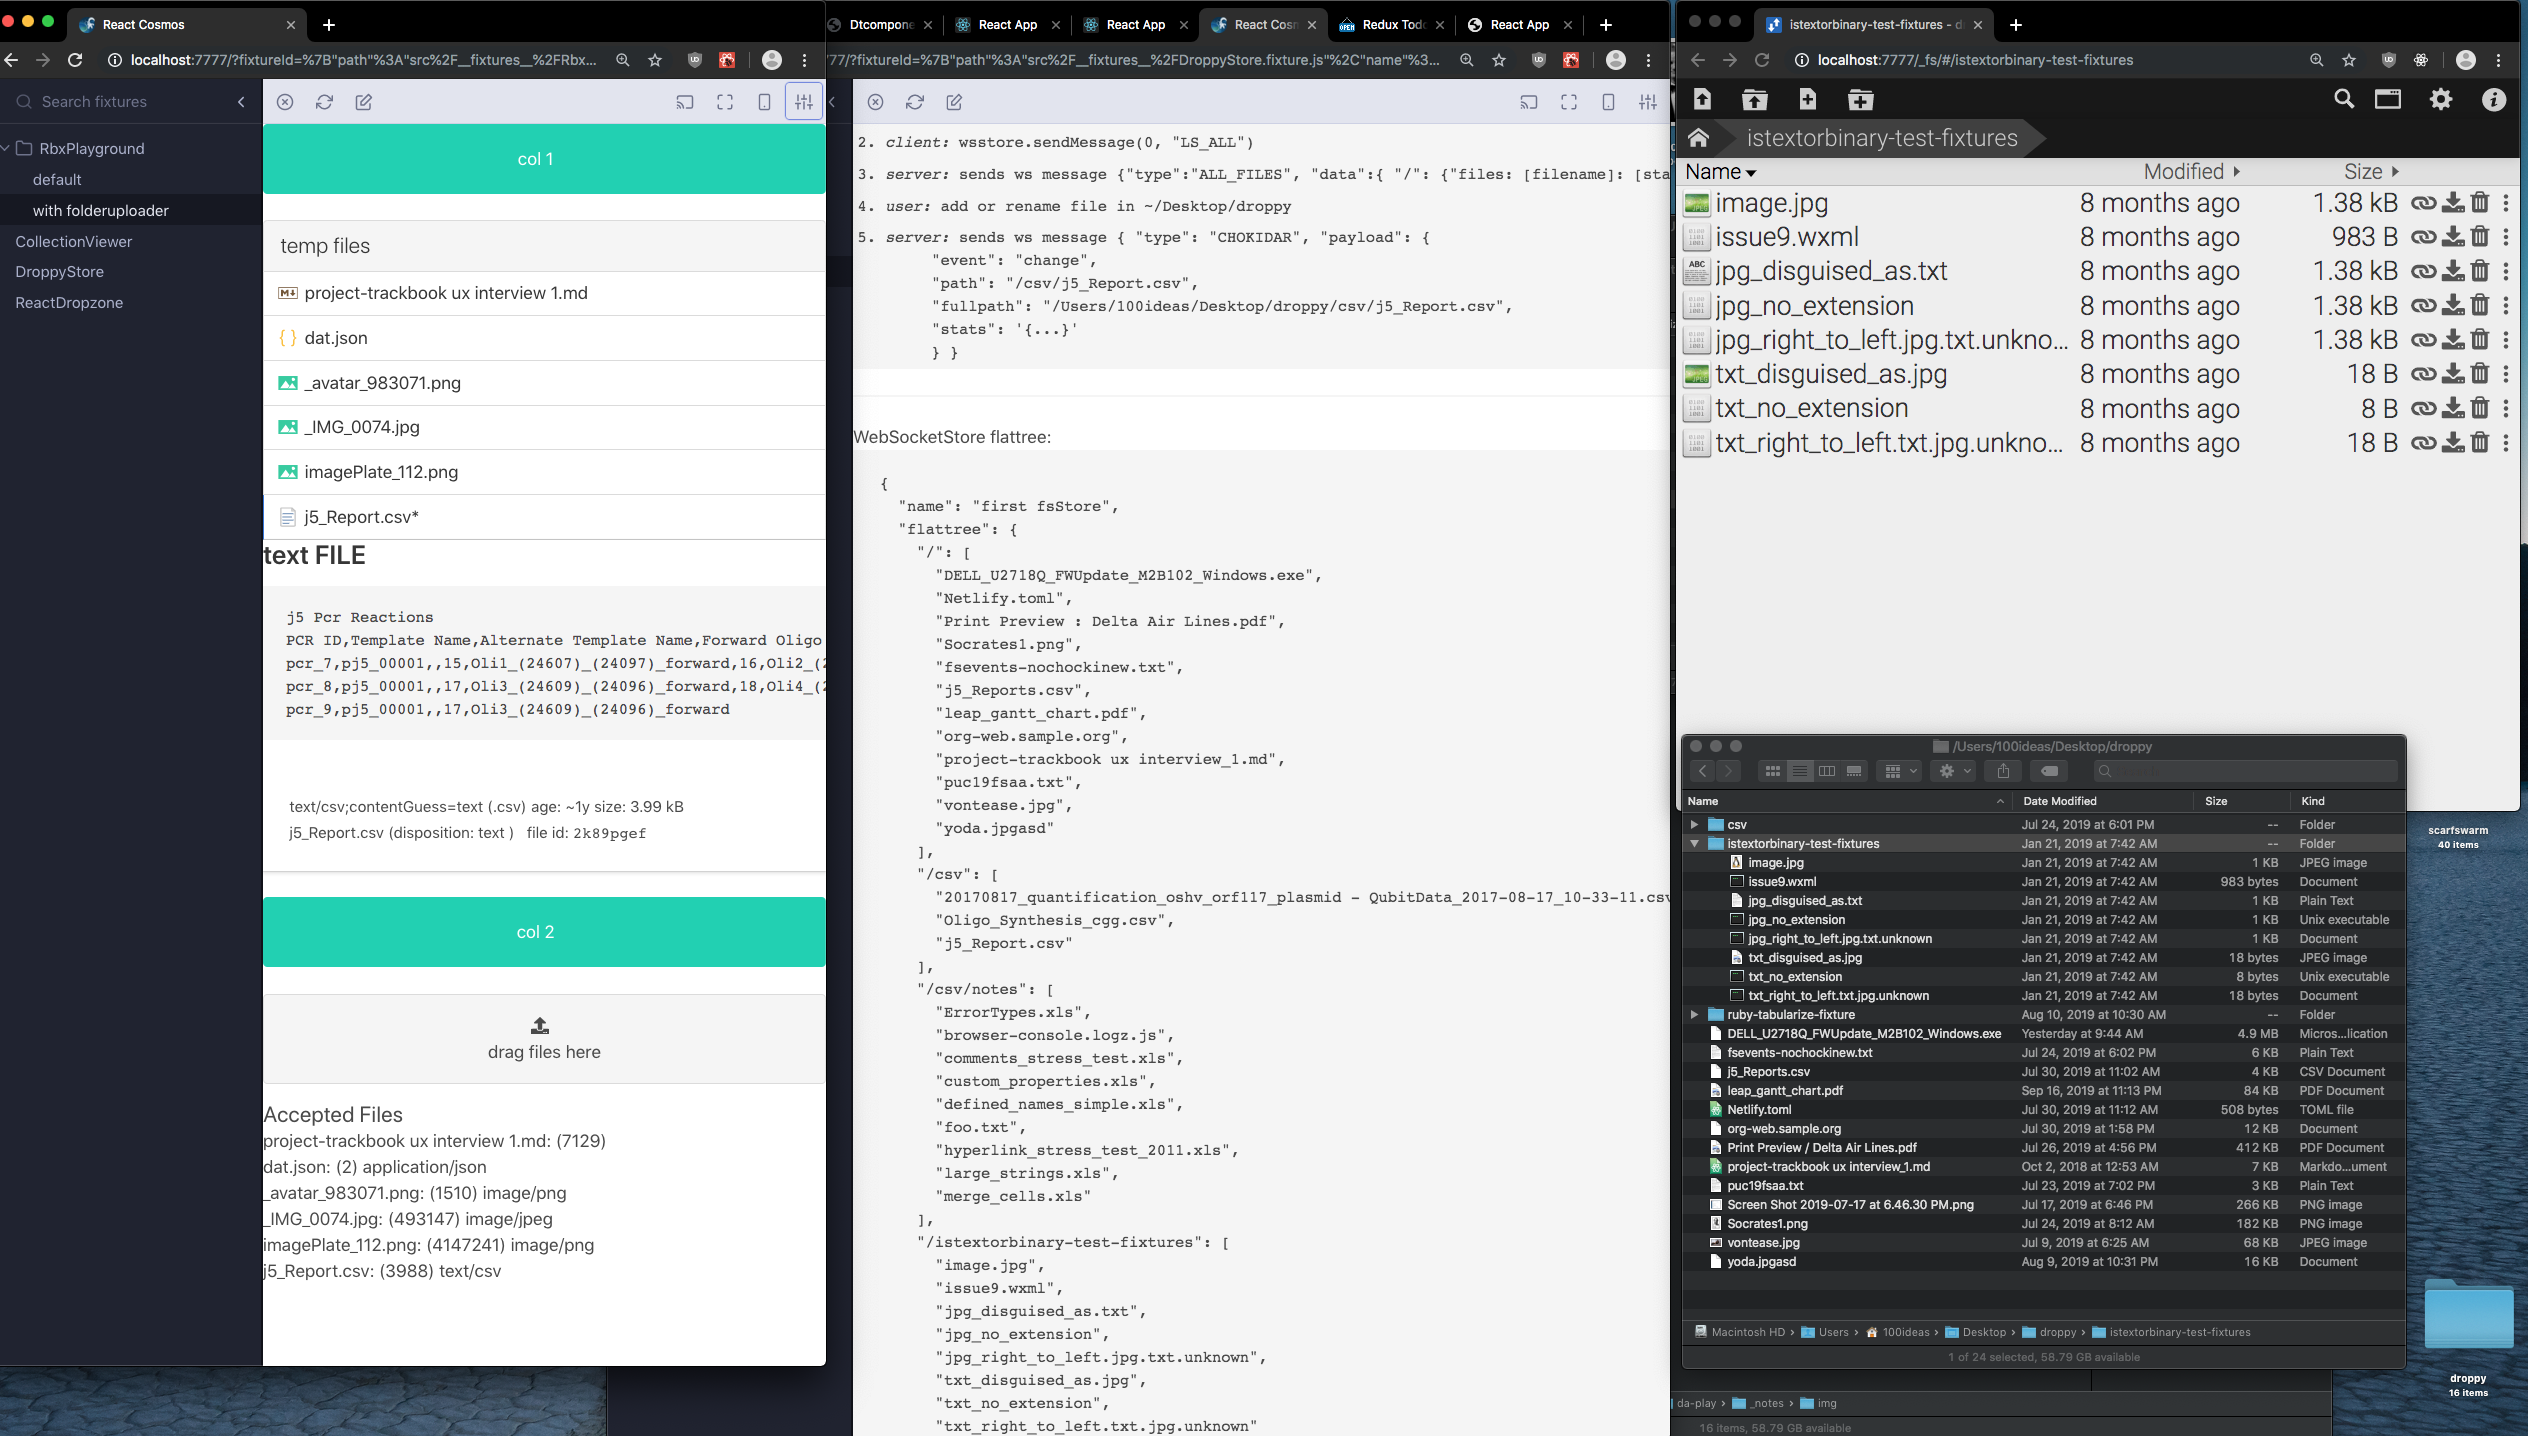 React Cosmos
localhost:7777/?fixtureId=%7B"path"%3A"src%2F__fixtures__%2FRbx...
Search fixtures
RbxPlayground
default
with folderuploader
CollectionViewer
DroppyStore
ReactDropzone
col 1
temp files
project-trackbook ux interview 1.md
dat.json
_avatar_983071.png
_IMG_0074.jpg
imagePlate_112.png
j5_Report.csv*
text FILE
j5 Pcr Reactions
PCR ID,Template Name,Alternate Template Name,Forward Oligo
pcr_7,pj5_00001,,15,Oli1_(24607)_(24097)_forward,16,Oli2_(2
pcr_8,pj5_00001,,17,Oli3_(24609)_(24096)_forward,18,Oli4_(2
pcr_9,pj5_00001,,17,Oli3_(24609)_(24096)_forward
text/csv;contentGuess=text (.csv) age: ~1y size: 3.99 kB
j5_Report.csv (disposition: text ) file id: 2k89pgef
col 2
drag files here
Accepted Files
project-trackbook ux interview 1.md: (7129)
dat.json: (2) application/json
_avatar_983071.png: (1510) image/png
_IMG_0074.jpg: (493147) image/jpeg
imagePlate_112.png: (4147241) image/png
j5_Report.csv: (3988) text/csv
Dtcompone React App React App React Cosm Redux Tod React App
77/?fixtureId=%7B"path"%3A"src%2F__fixtures__%2FDroppyStore.fixture.js"%2C"name"%3...
2. client: wsstore.sendMessage(0, "LS_ALL")
3. server: sends ws message {"type":"ALL_FILES", "data":{ "/": {"files: [filename]: [sta
4. user: add or rename file in ~/Desktop/droppy
5. server: sends ws message { "type": "CHOKIDAR", "payload": {
"event": "change",
"path": "/csv/j5_Report.csv",
"fullpath": "/Users/100ideas/Desktop/droppy/csv/j5_Report.csv",
"stats": '{...}'
} }
WebSocketStore flattree:
{
"name": "first fsStore",
"flattree": {
"/": [
"DELL_U2718Q_FWUpdate_M2B102_Windows.exe",
"Netlify.toml",
"Print Preview : Delta Air Lines.pdf",
"Socrates1.png",
"fsevents-nochockinew.txt",
"j5_Reports.csv",
"leap_gantt_chart.pdf",
"org-web.sample.org",
"project-trackbook ux interview_1.md",
"puc19fsaa.txt",
"vontease.jpg",
"yoda.jpgasd"
],
"/csv": [
"20170817_quantification_oshv_orf117_plasmid - QubitData_2017-08-17_10-33-11.csv
"Oligo_Synthesis_cgg.csv",
"j5_Report.csv"
],
"/csv/notes": [
"ErrorTypes.xls",
"browser-console.logz.js",
"comments_stress_test.xls",
"custom_properties.xls",
"defined_names_simple.xls",
"foo.txt",
"hyperlink_stress_test_2011.xls",
"large_strings.xls",
"merge_cells.xls"
],
"/istextorbinary-test-fixtures": [
"image.jpg",
"issue9.wxml",
"jpg_disguised_as.txt",
"jpg_no_extension",
"jpg_right_to_left.jpg.txt.unknown",
"txt_disguised_as.jpg",
"txt_no_extension",
"txt_right_to_left.txt.jpg.unknown"
istextorbinary-test-fixtures - d
localhost:7777/_fs/#/istextorbinary-test-fixtures
istextorbinary-test-fixtures
Name Modified Size
image.jpg 8 months ago 1.38 kB
issue9.wxml 8 months ago 983 B
jpg_disguised_as.txt 8 months ago 1.38 kB
jpg_no_extension 8 months ago 1.38 kB
jpg_right_to_left.jpg.txt.unkno... 8 months ago 1.38 kB
txt_disguised_as.jpg 8 months ago 18 B
txt_no_extension 8 months ago 8 B
txt_right_to_left.txt.jpg.unkno... 8 months ago 18 B
/Users/100ideas/Desktop/droppy
Name Date Modified Size Kind
csv Jul 24, 2019 at 6:01 PM -- Folder
istextorbinary-test-fixtures Jan 21, 2019 at 7:42 AM -- Folder
image.jpg Jan 21, 2019 at 7:42 AM 1 KB JPEG image
issue9.wxml Jan 21, 2019 at 7:42 AM 983 bytes Document
jpg_disguised_as.txt Jan 21, 2019 at 7:42 AM 1 KB Plain Text
jpg_no_extension Jan 21, 2019 at 7:42 AM 1 KB Unix executable
jpg_right_to_left.jpg.txt.unknown Jan 21, 2019 at 7:42 AM 1 KB Document
txt_disguised_as.jpg Jan 21, 2019 at 7:42 AM 18 bytes JPEG image
txt_no_extension Jan 21, 2019 at 7:42 AM 8 bytes Unix executable
txt_right_to_left.txt.jpg.unknown Jan 21, 2019 at 7:42 AM 18 bytes Document
ruby-tabularize-fixture Aug 10, 2019 at 10:30 AM -- Folder
DELL_U2718Q_FWUpdate_M2B102_Windows.exe Yesterday at 9:44 AM 4.9 MB Micros...lication
fsevents-nochockinew.txt Jul 24, 2019 at 6:02 PM 6 KB Plain Text
j5_Reports.csv Jul 30, 2019 at 11:02 AM 4 KB CSV Document
leap_gantt_chart.pdf Sep 16, 2019 at 11:13 PM 84 KB PDF Document
Netlify.toml Jul 30, 2019 at 11:12 AM 508 bytes TOML file
org-web.sample.org Jul 30, 2019 at 1:58 PM 12 KB Document
Print Preview / Delta Air Lines.pdf Jul 26, 2019 at 4:56 PM 412 KB PDF Document
project-trackbook ux interview_1.md Oct 2, 2018 at 12:53 AM 7 KB Markdo...ument
puc19fsaa.txt Jul 23, 2019 at 7:02 PM 3 KB Plain Text
Screen Shot 2019-07-17 at 6.46.30 PM.png Jul 17, 2019 at 6:46 PM 266 KB PNG image
Socrates1.png Jul 24, 2019 at 8:12 AM 182 KB PNG image
vontease.jpg Jul 9, 2019 at 6:25 AM 68 KB JPEG image
yoda.jpgasd Aug 9, 2019 at 10:31 PM 16 KB Document
Macintosh HD › Users › 100ideas › Desktop › droppy › istextorbinary-test-fixtures
1 of 24 selected, 58.79 GB available
da-play › _notes › img
16 items, 58.79 GB available
scarfswarm
40 items
droppy
16 items